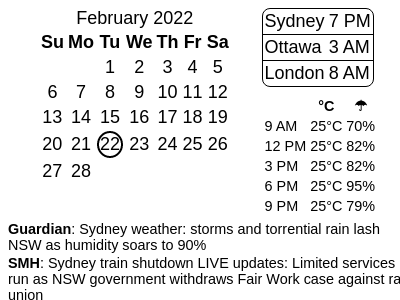 February 2022
Su Mo Tu We Th Fr Sa
1 2 3 4 5
6 7 8 9 10 11 12
13 14 15 16 17 18 19
20 21 22 23 24 25 26
27 28
Sydney 7 PM
Ottawa 3 AM
London 8 AM
°C ☂
9 AM 25°C 70%
12 PM 25°C 82%
3 PM 25°C 82%
6 PM 25°C 95%
9 PM 25°C 79%
Guardian: Sydney weather: storms and torrential rain lash
NSW as humidity soars to 90%
SMH: Sydney train shutdown LIVE updates: Limited services
run as NSW government withdraws Fair Work case against ra
union